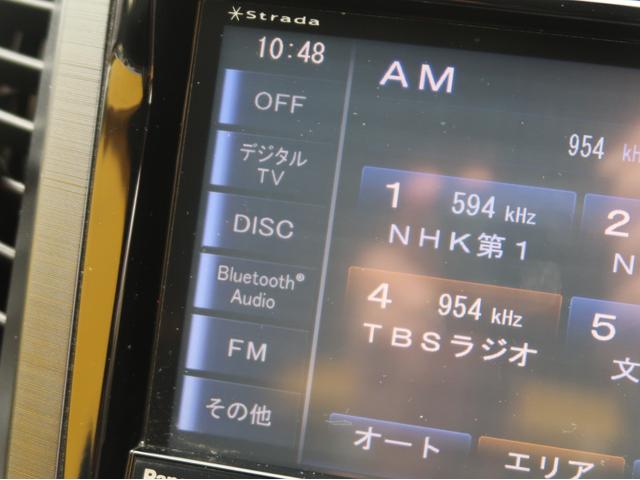 Strada
10:48
AM
OFF
954
デジタル
TV
1 594 kHz
NHK第1
2
DISC
Bluetooth®
Audio
4 954 kHz
TBSラジオ
5
文
FM
その他
オート
エリア